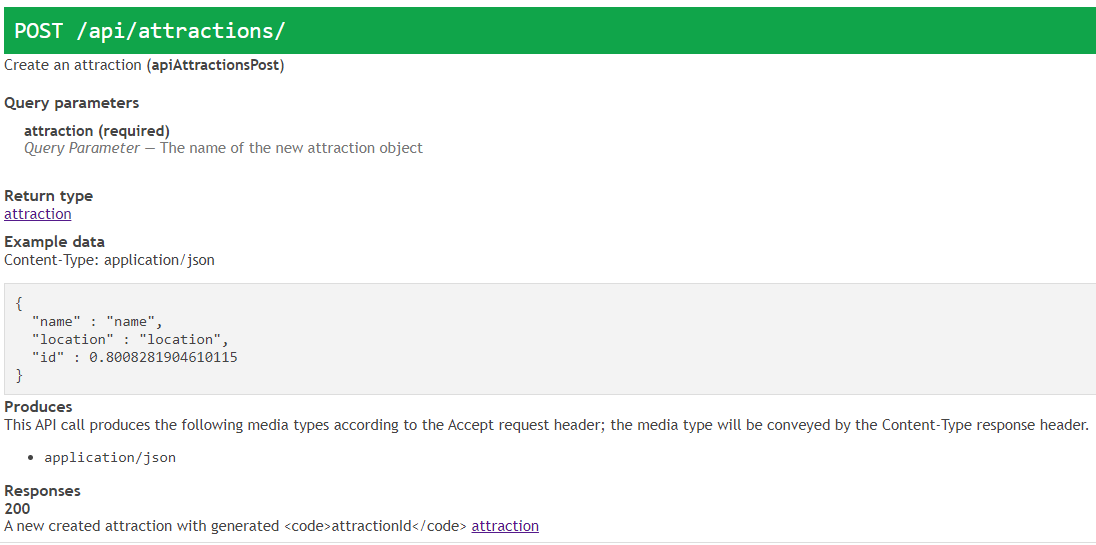 POST /api/attractions/
Create an attraction (apiAttractionsPost)
Query parameters
attraction (required)
Query Parameter — The name of the new attraction object
Return type
attraction
Example data
Content-Type: application/json
{
  "name" : "name",
  "location" : "location",
  "id" : 0.8008281904610115
}
Produces
This API call produces the following media types according to the Accept request header; the media type will be conveyed by the Content-Type response header.
• application/json
Responses
200
A new created attraction with generated <code>attractionId</code> attraction